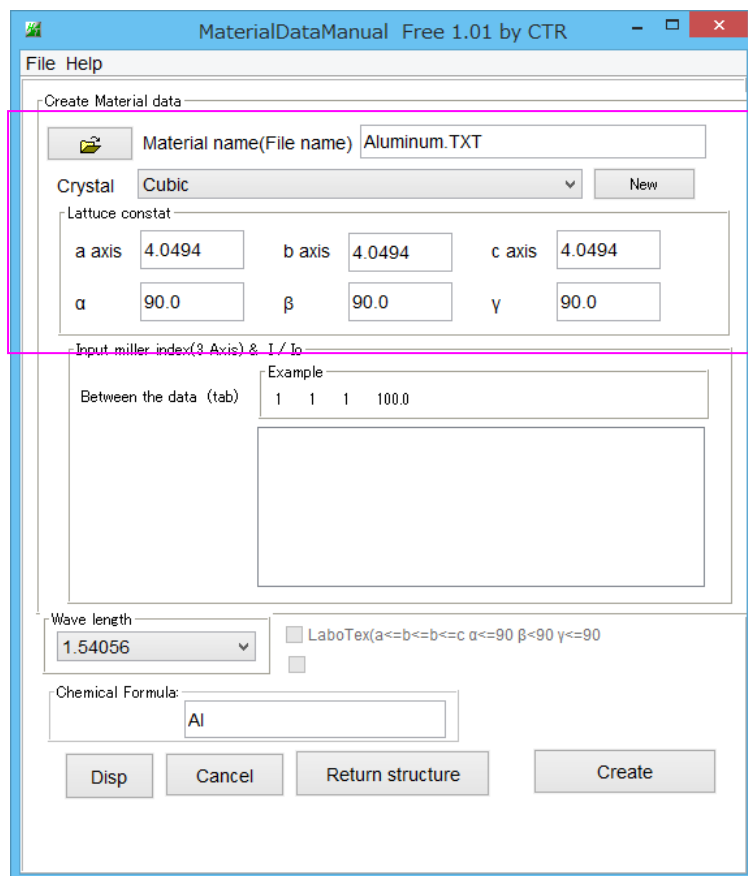 MaterialDataManual Free 1.01 by CTR
File Help
Create Material data
Material name(File name) Aluminum.TXT
Crystal Cubic New
Lattuce constat
a axis 4.0494 b axis 4.0494 c axis 4.0494
α 90.0 β 90.0 γ 90.0
Input miller index(3 Axis) & I / Io
Example
Between the data (tab) 1 1 1 100.0
Wave length
1.54056
LaboTex(a<=b<=b<=c α<=90 β<90 γ<=90
Chemical Formula:
Al
Disp Cancel Return structure Create